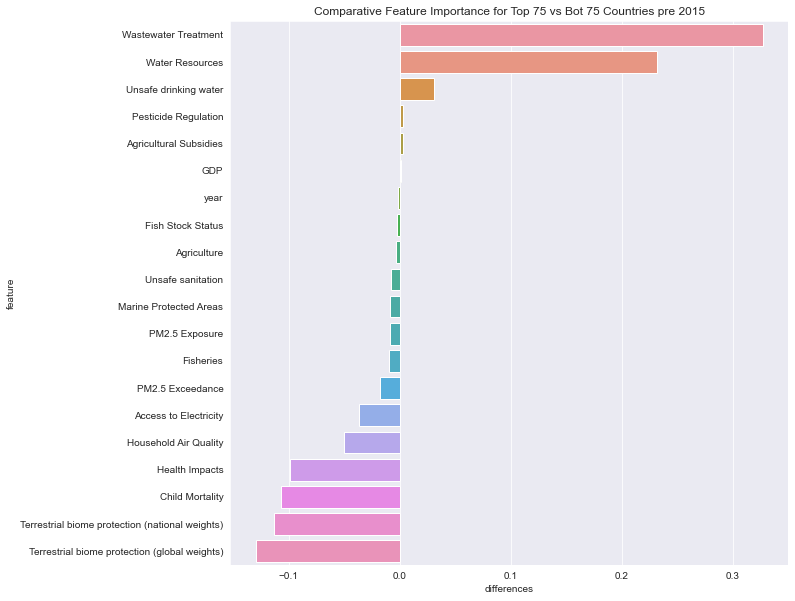 Comparative Feature Importance for Top 75 vs Bot 75 Countries pre 2015
Wastewater Treatment
Water Resources
Unsafe drinking water
Pesticide Regulation
Agricultural Subsidies
GDP
year
Fish Stock Status
Agriculture
Unsafe sanitation
Marine Protected Areas
PM2.5 Exposure
Fisheries
PM2.5 Exceedance
Access to Electricity
Household Air Quality
Health Impacts
Child Mortality
Terrestrial biome protection (national weights)
Terrestrial biome protection (global weights)
feature
−0.1 0.0 0.1 0.2 0.3
differences